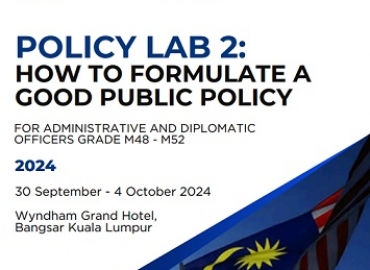 POLICY LAB 2:
HOW TO FORMULATE A
GOOD PUBLIC POLICY
FOR ADMINISTRATIVE AND DIPLOMATIC
OFFICERS GRADE M48 - M52
2024
30 September - 4 October 2024
Wyndham Grand Hotel,
Bangsar Kuala Lumpur